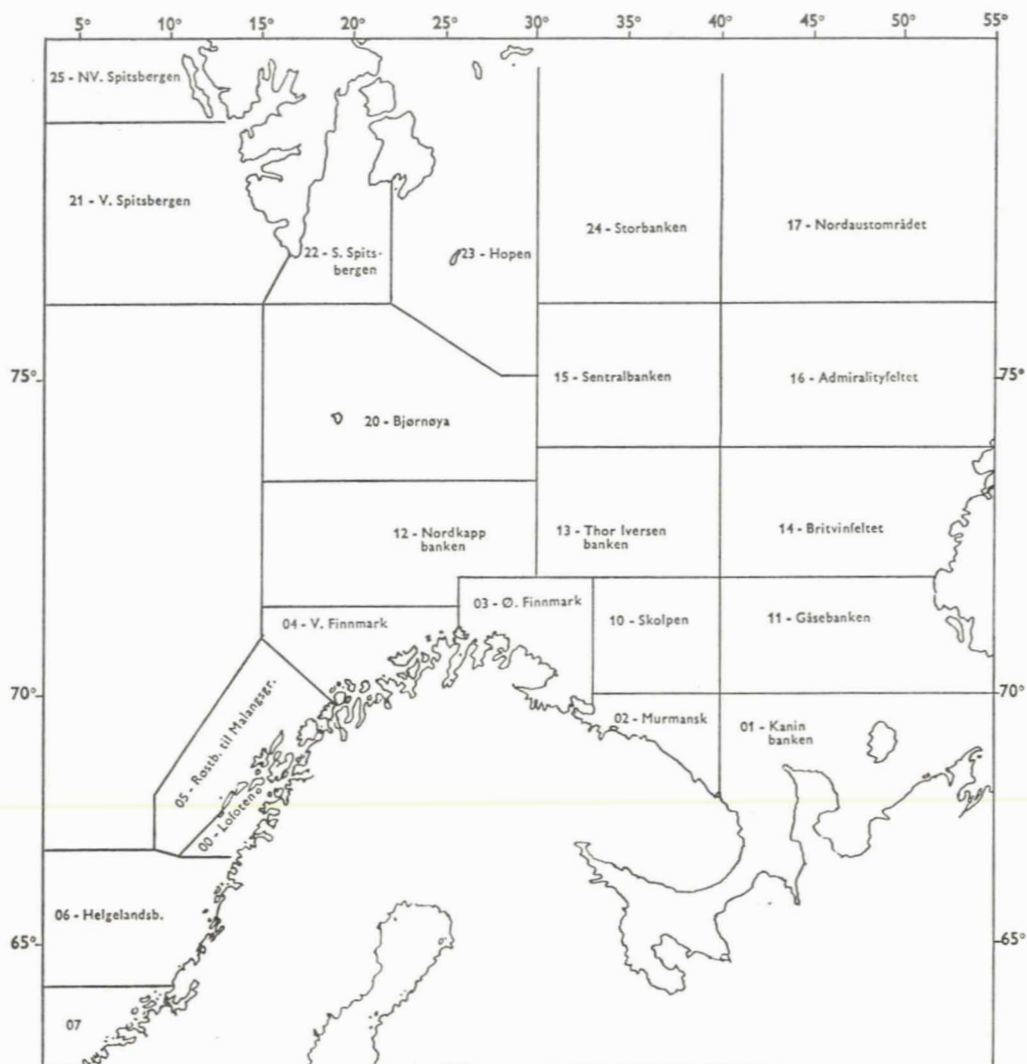 5° 10° 15° 20° 25° 30° 35° 40° 45° 50° 55°
25 - NV. Spitsbergen
21 - V. Spitsbergen
22 - S. Spits-
bergen
23 - Hopen
24 - Storbanken
17 - Nordaustområdet
75°
15 - Sentralbanken
16 - Admiralityfeltet
75°
20 - Bjørnøya
12 - Nordkapp
banken
13 - Thor Iversen
banken
14 - Britvinfeltet
04 - V. Finnmark
03 - Ø. Finnmark
10 - Skolpen
11 - Gåsebanken
70°
70°
05 - Røstb. til Malangsgr.
00 - Lofoten
02 - Murmansk
01 - Kanin
banken
06 - Helgelandsb.
65°
65°
07